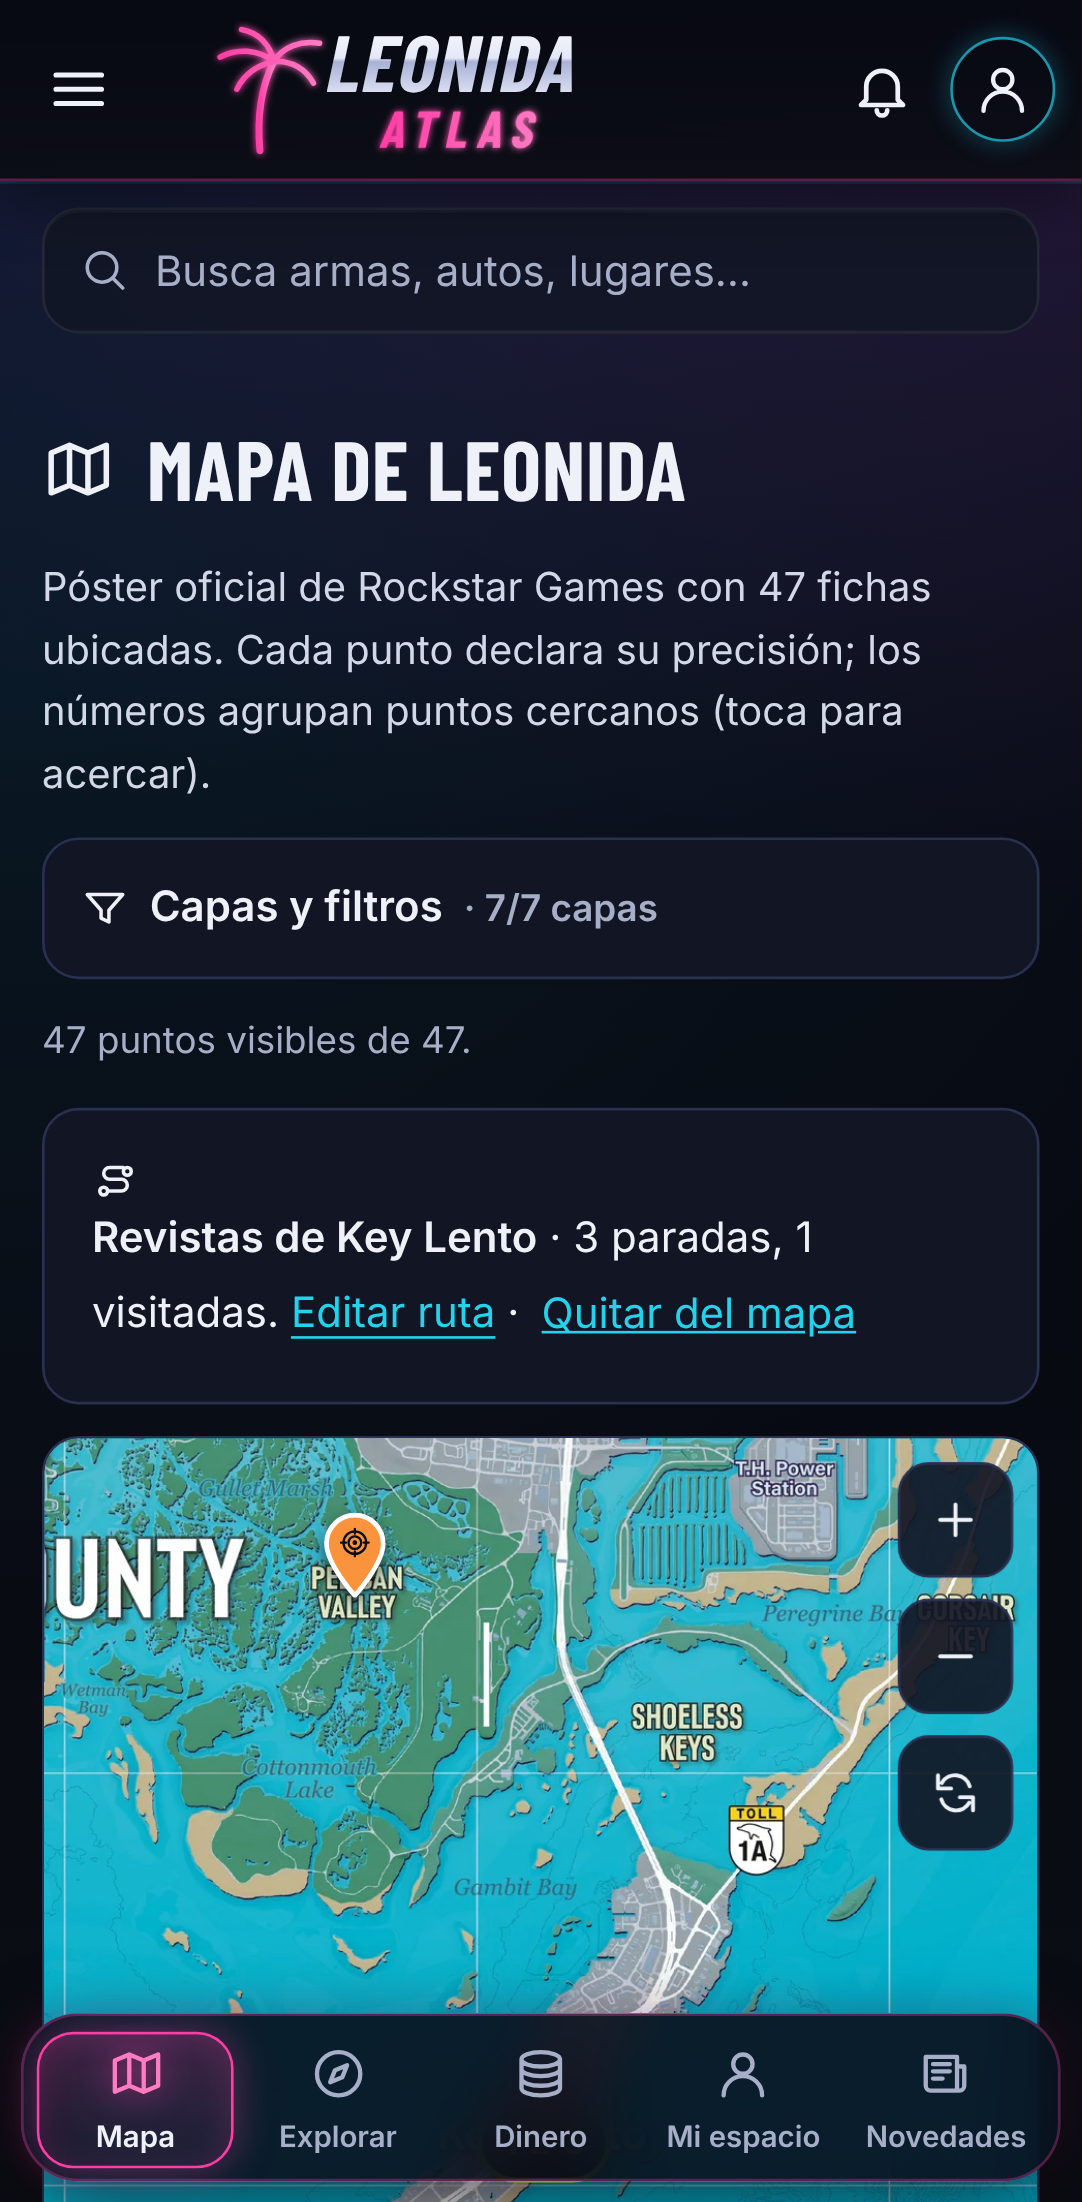 LEONIDA
ATLAS
Busca armas, autos, lugares...
MAPA DE LEONIDA
Póster oficial de Rockstar Games con 47 fichas
ubicadas. Cada punto declara su precisión; los
números agrupan puntos cercanos (toca para
acercar).
Capas y filtros · 7/7 capas
47 puntos visibles de 47.
Revistas de Key Lento · 3 paradas, 1
visitadas. Editar ruta · Quitar del mapa
Gullet Marsh
T.H. Power
Station
UNTY
VALLEY
Peregrine Bay
CORSAIR
KEY
Wetman
Bay
SHOELESS
KEYS
Cottonmouth
Lake
TOLL
1A
Gambit Bay
Mapa
Explorar
Dinero
Mi espacio
Novedades